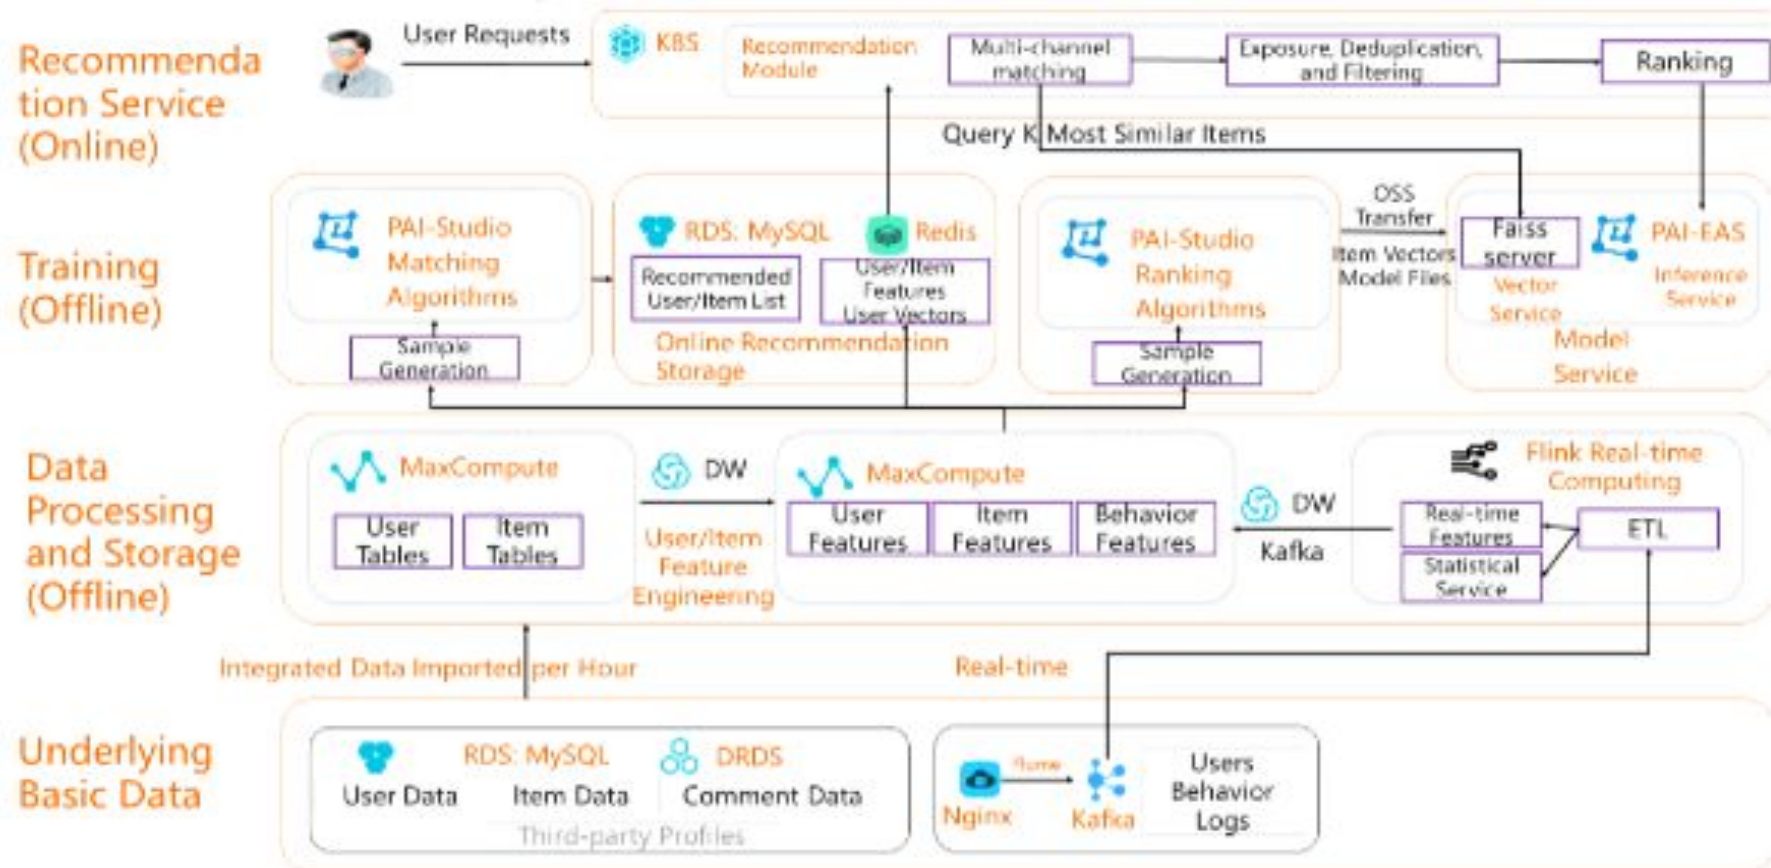 Recommenda
tion Service
(Online)
User Requests
K8S
Recommendation
Module
Multi-channel
matching
Exposure, Deduplication,
and Filtering
Ranking
Query K Most Similar Items
Training
(Offline)
PAI-Studio
Matching
Algorithms
Sample
Generation
RDS: MySQL
Redis
Recommended
User/Item List
User/Item
Features
User Vectors
Online Recommendation
Storage
PAI-Studio
Ranking
Algorithms
Sample
Generation
OSS
Transfer
Item Vectors
Model Files
Faiss
server
Vector
Service
PAI-EAS
Inference
Service
Model
Service
Data
Processing
and Storage
(Offline)
MaxCompute
User
Tables
Item
Tables
DW
User/Item
Feature
Engineering
MaxCompute
User
Features
Item
Features
Behavior
Features
DW
Kafka
Flink Real-time
Computing
Real-time
Features
Statistical
Service
ETL
Integrated Data Imported per Hour
Real-time
Underlying
Basic Data
RDS: MySQL
DRDS
User Data
Item Data
Comment Data
Third-party Profiles
Nginx
Flume
Kafka
Users
Behavior
Logs